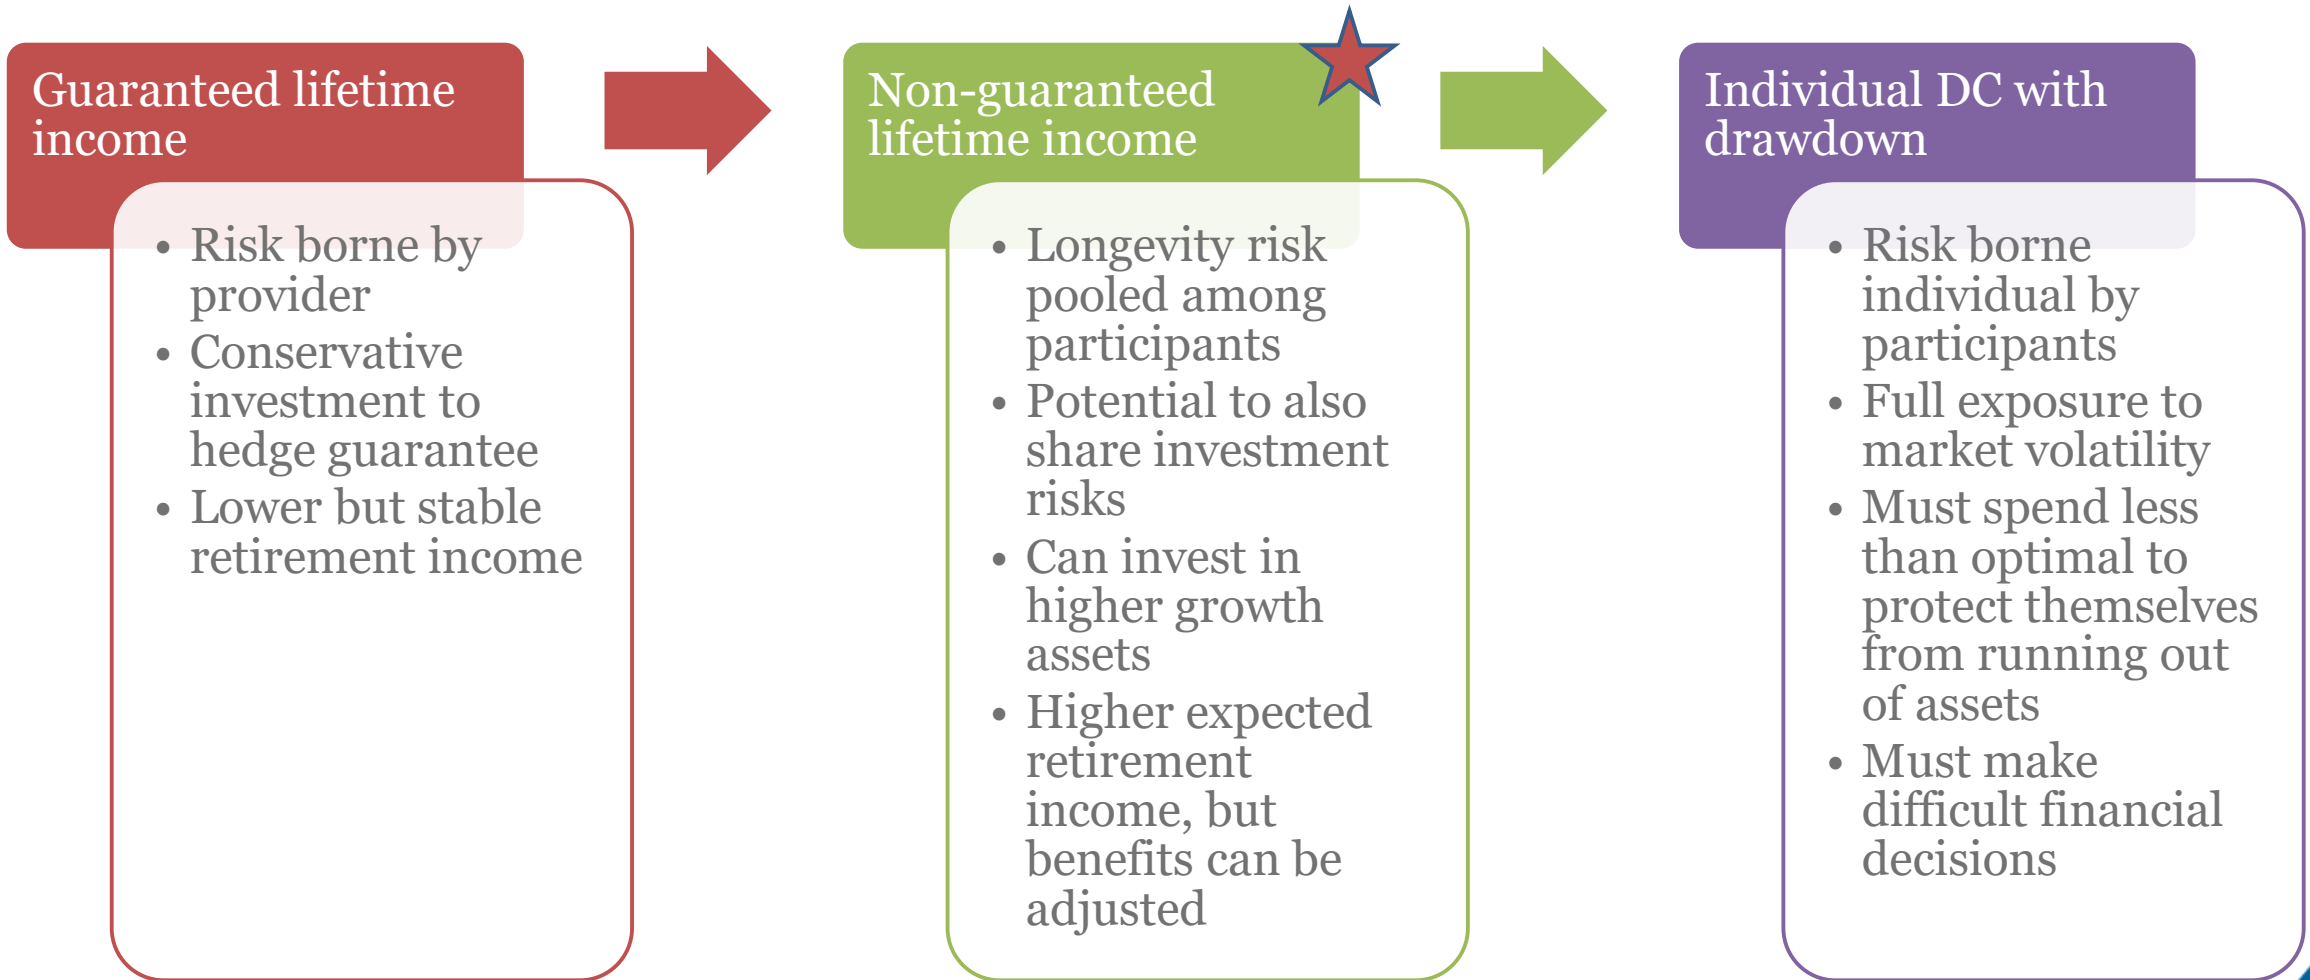 Guaranteed lifetime
income
• Risk borne by
provider
• Conservative
investment to
hedge guarantee
• Lower but stable
retirement income
Non-guaranteed
lifetime income
• Longevity risk
pooled among
participants
• Potential to also
share investment
risks
• Can invest in
higher growth
assets
• Higher expected
retirement
income, but
benefits can be
adjusted
Individual DC with
drawdown
• Risk borne
individual by
participants
• Full exposure to
market volatility
• Must spend less
than optimal to
protect themselves
from running out
of assets
• Must make
difficult financial
decisions